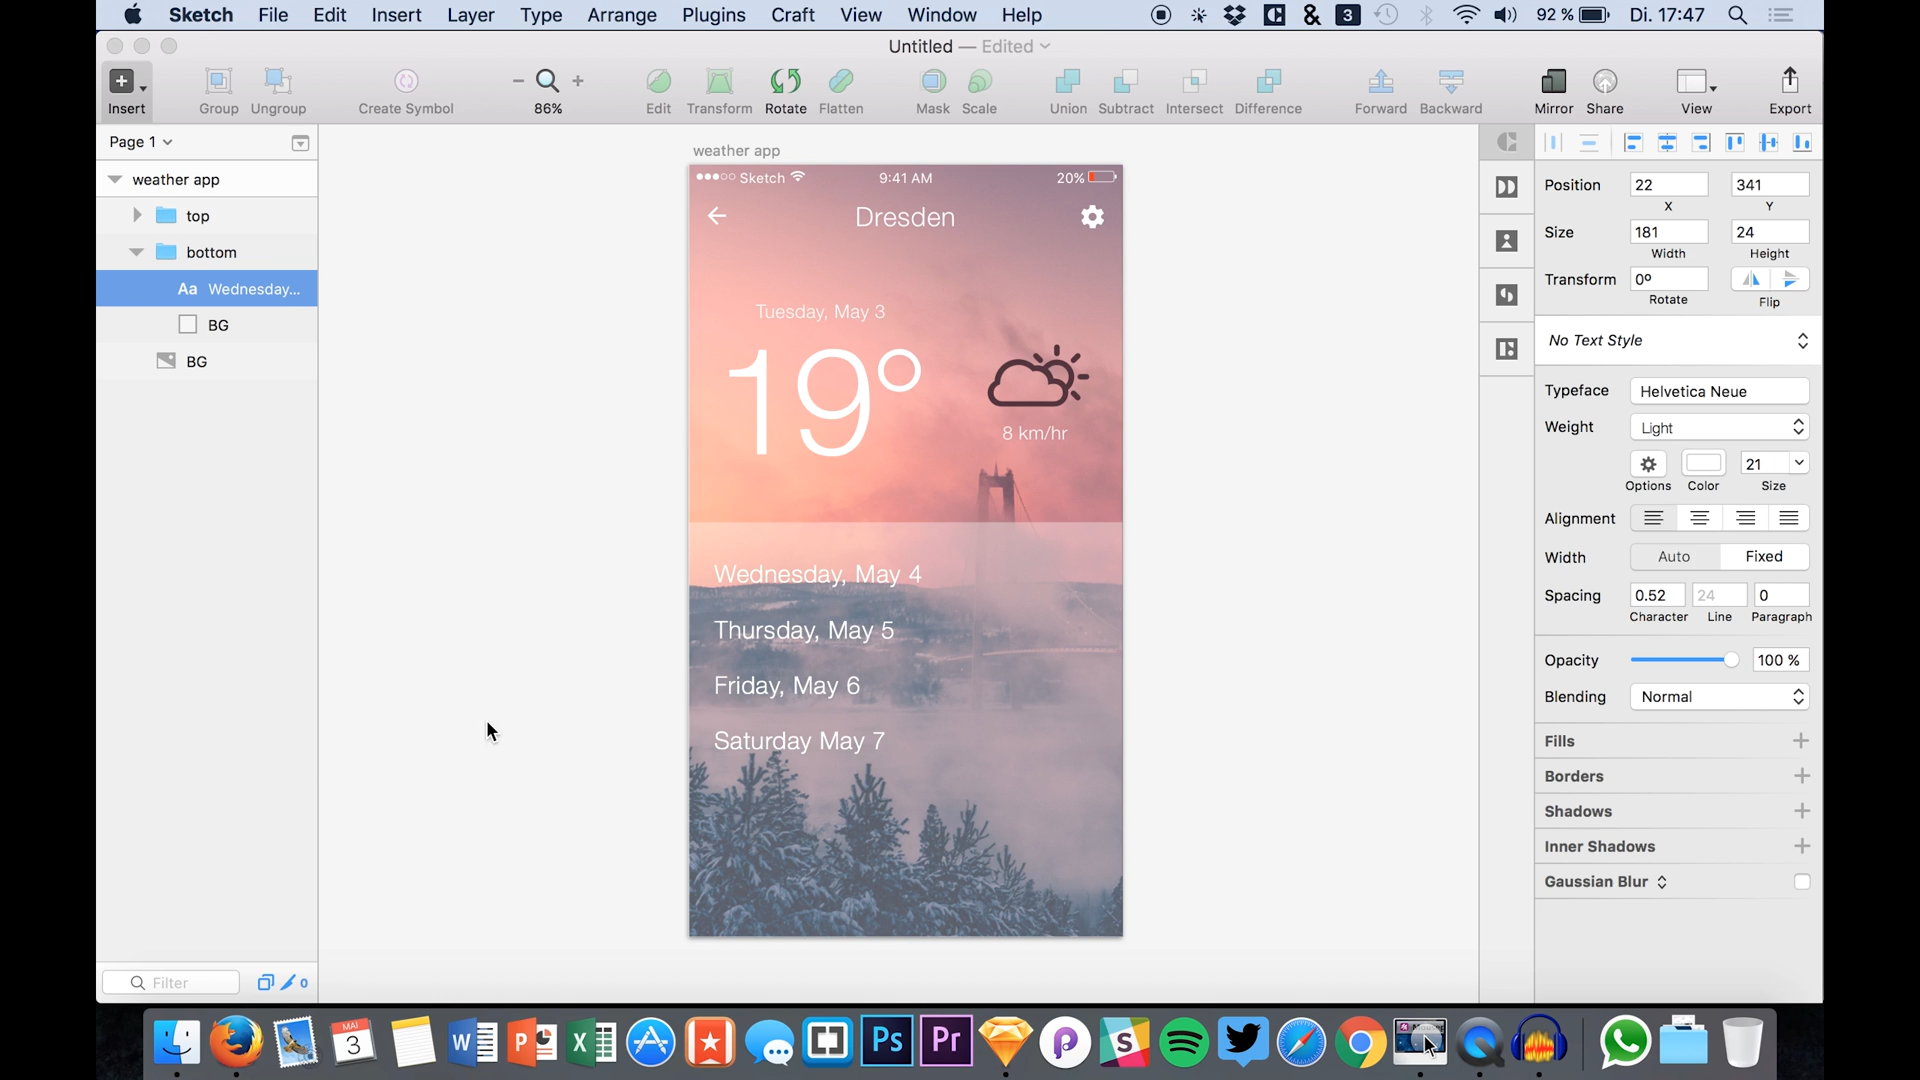 Sketch File Edit Insert Layer Type Arrange Plugins Craft View Window Help 3 92 % Di. 17:47
Untitled — Edited
Insert Group Ungroup Create Symbol 86% Edit Transform Rotate Flatten Mask Scale Union Subtract Intersect Difference Forward Backward Mirror Share View Export
Page 1
weather app
top
bottom
Aa Wednesday...
BG
BG
Filter 0
weather app
Sketch 9:41 AM 20%
Dresden
Tuesday, May 3
19°
8 km/hr
Wednesday, May 4
Thursday, May 5
Friday, May 6
Saturday May 7
Position 22 341
X Y
Size 181 24
Width Height
Transform 0º
Rotate Flip
No Text Style
Typeface Helvetica Neue
Weight Light
21
Options Color Size
Alignment
Width Auto Fixed
Spacing 0.52 24 0
Character Line Paragraph
Opacity 100 %
Blending Normal
Fills
Borders
Shadows
Inner Shadows
Gaussian Blur
MAI
3
W P X Ps Pr S